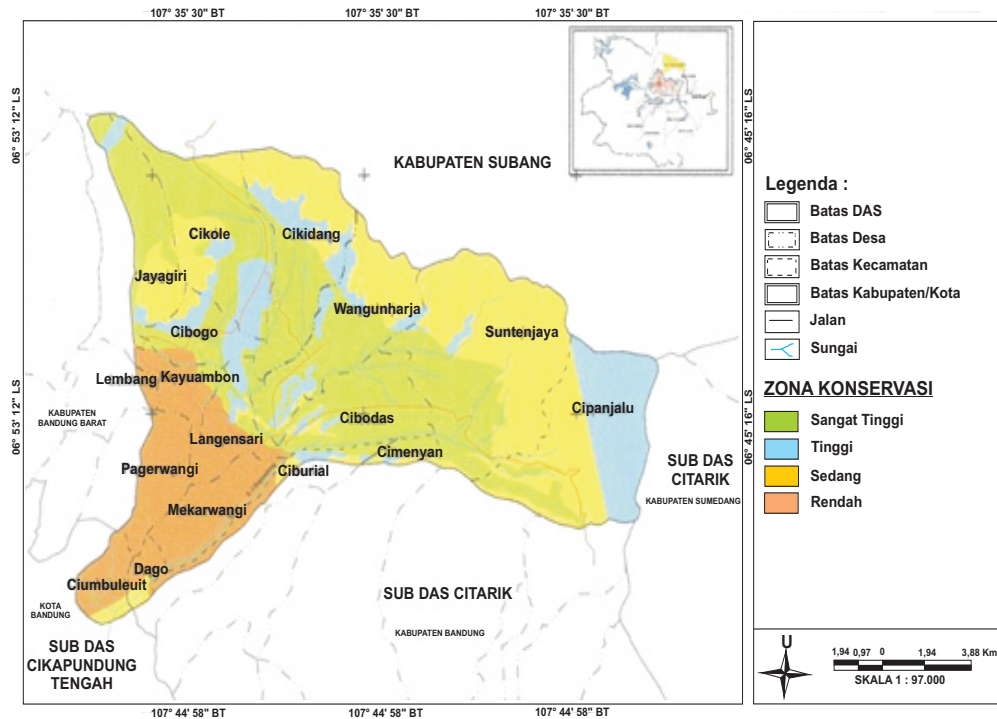 107° 35' 30" BT
107° 35' 30" BT
107° 35' 30" BT
06° 53' 12" LS
06° 45' 16" LS
KABUPATEN SUBANG
Cikole
Cikidang
Jayagiri
Wangunharja
Cibogo
Suntenjaya
Lembang
Kayuambon
KABUPATEN
BANDUNG BARAT
Cipanjalu
Cibodas
Langensari
Cimenyan
Pagerwangi
Ciburial
06° 53' 12" LS
06° 45' 16" LS
SUB DAS
CITARIK
KABUPATEN SUMEDANG
Mekarwangi
Dago
Ciumbuleuit
KOTA
BANDUNG
SUB DAS CITARIK
KABUPATEN BANDUNG
SUB DAS
CIKAPUNDUNG
TENGAH
107° 44' 58" BT
107° 44' 58" BT
107° 44' 58" BT
Legenda :
Batas DAS
Batas Desa
Batas Kecamatan
Batas Kabupaten/Kota
Jalan
Sungai
ZONA KONSERVASI
Sangat Tinggi
Tinggi
Sedang
Rendah
U
1,94 0,97 0 1,94 3,88 Km
SKALA 1 : 97.000